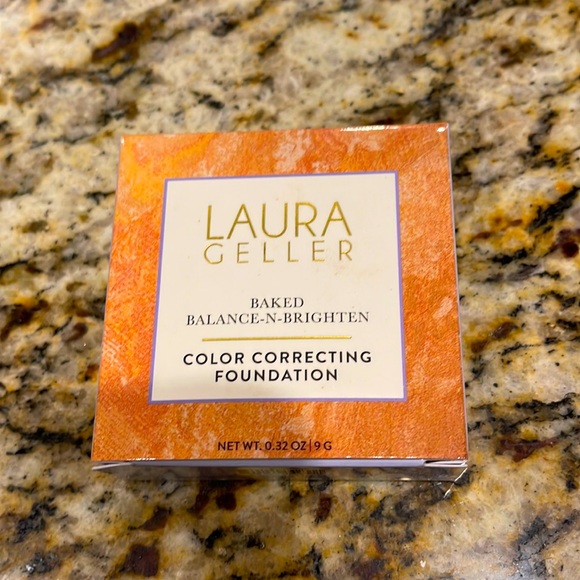 LAURA
GELLER
BAKED
BALANCE-N-BRIGHTEN
COLOR CORRECTING
FOUNDATION
NET WT. 0.32 OZ | 9 G